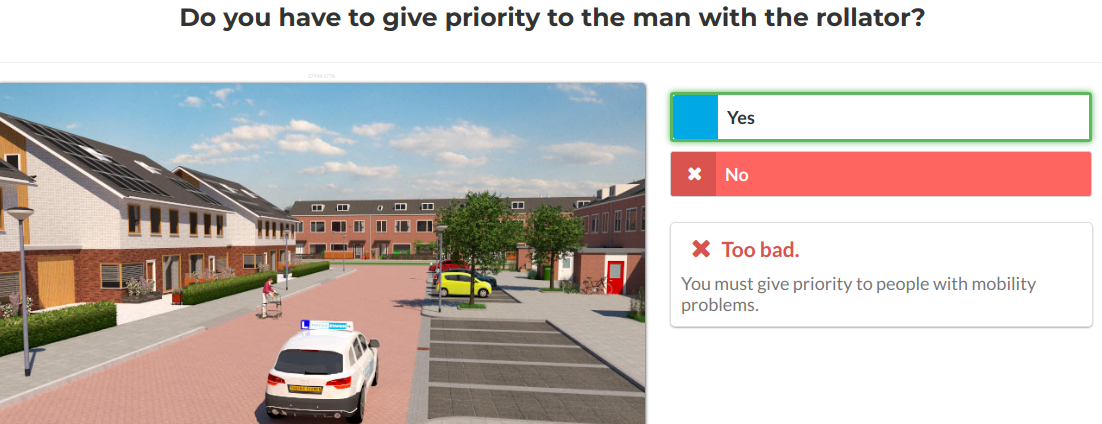 Do you have to give priority to the man with the rollator?
Yes
No
Too bad.
You must give priority to people with mobility
problems.
L